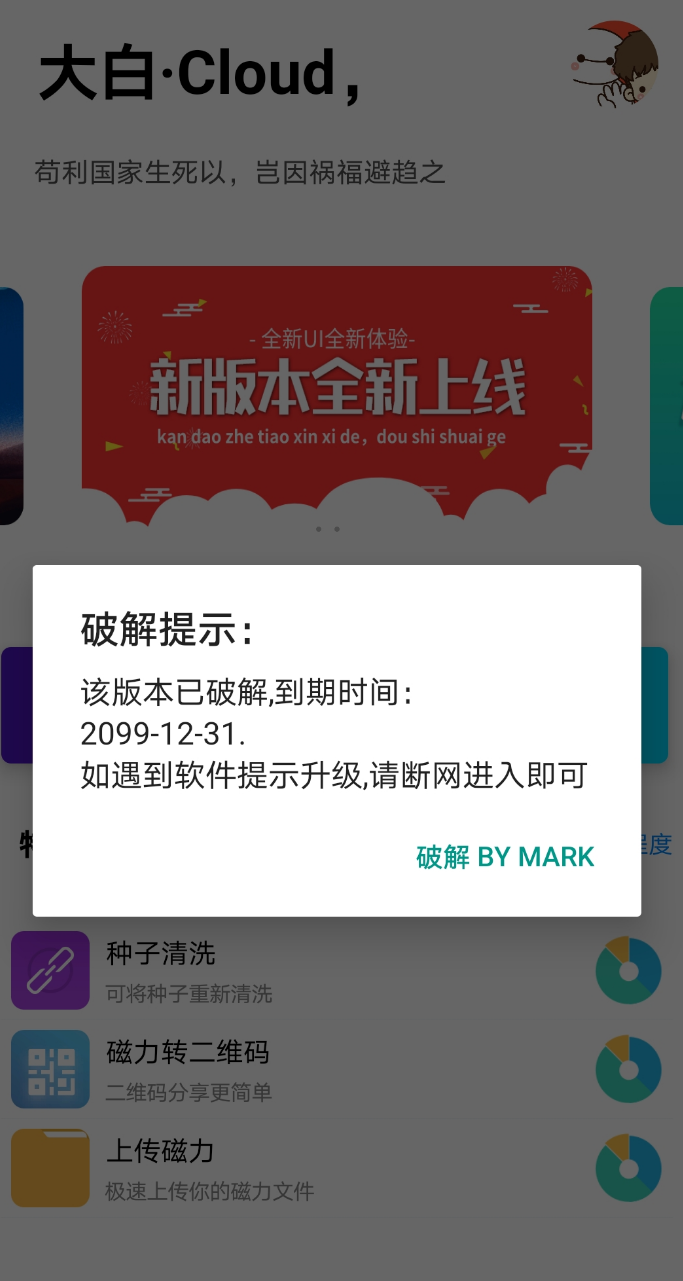 大白·Cloud，
苟利国家生死以，岂因祸福避趋之
- 全新UI全新体验-
新版本全新上线
kan dao zhe tiao xin xi de，dou shi shuai ge
破解提示：
该版本已破解,到期时间：
2099-12-31.
如遇到软件提示升级,请断网进入即可
破解 BY MARK
种子清洗
可将种子重新清洗
磁力转二维码
二维码分享更简单
上传磁力
极速上传你的磁力文件